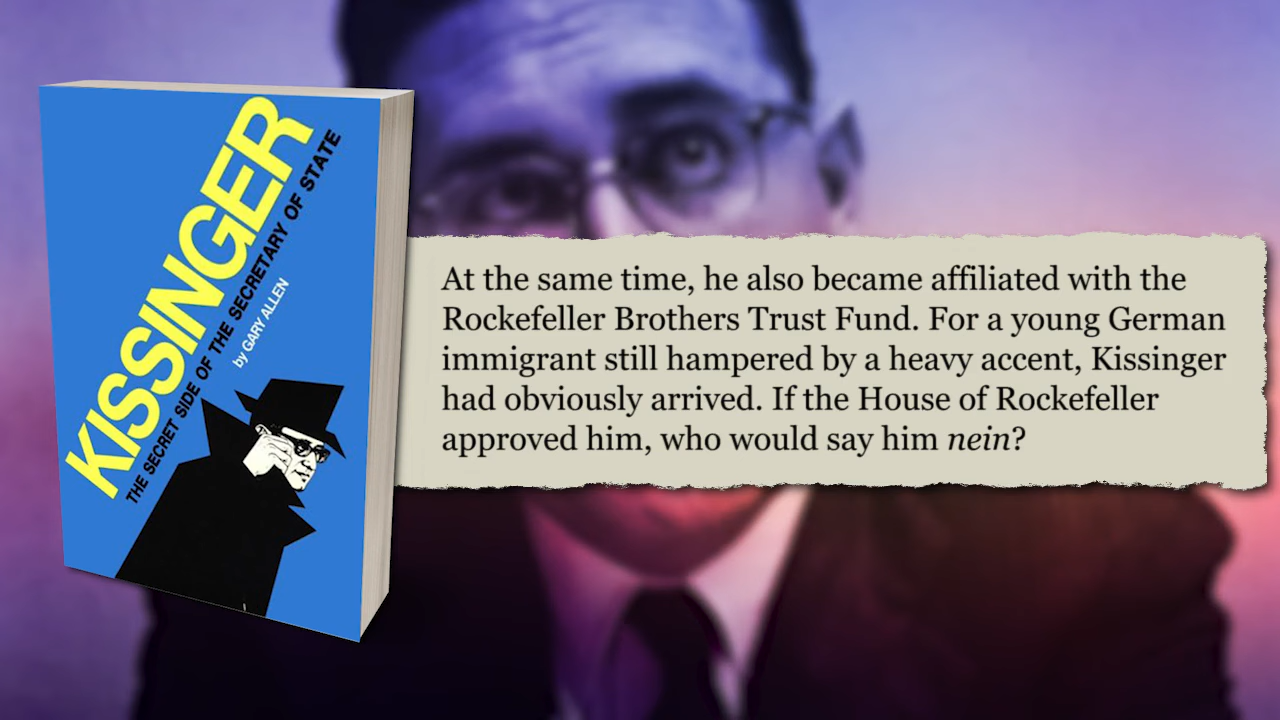 KISSINGER
THE SECRET SIDE OF THE SECRETARY OF STATE
by GARY ALLEN
At the same time, he also became affiliated with the
Rockefeller Brothers Trust Fund. For a young German
immigrant still hampered by a heavy accent, Kissinger
had obviously arrived. If the House of Rockefeller
approved him, who would say him nein?